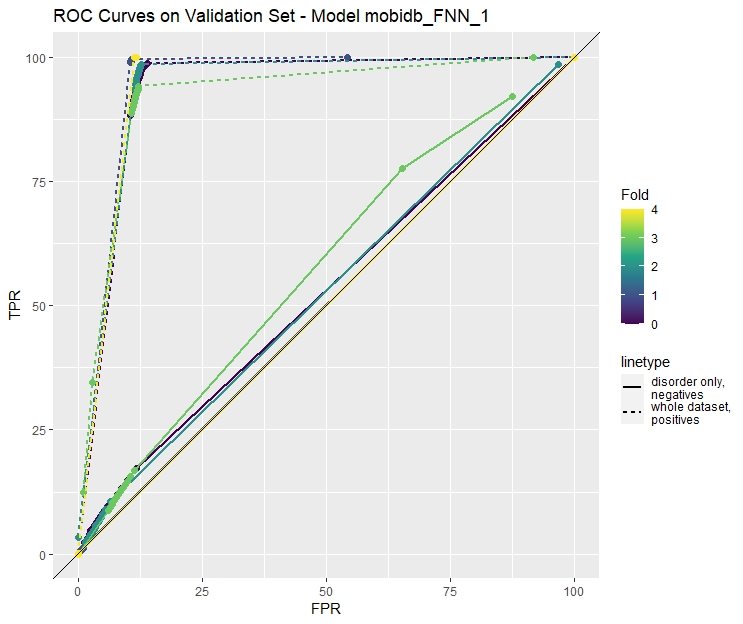 ROC Curves on Validation Set - Model mobidb_FNN_1
TPR
100
75
50
25
0
0
25
50
75
100
FPR
Fold
4
3
2
1
0
linetype
disorder only,
negatives
whole dataset,
positives